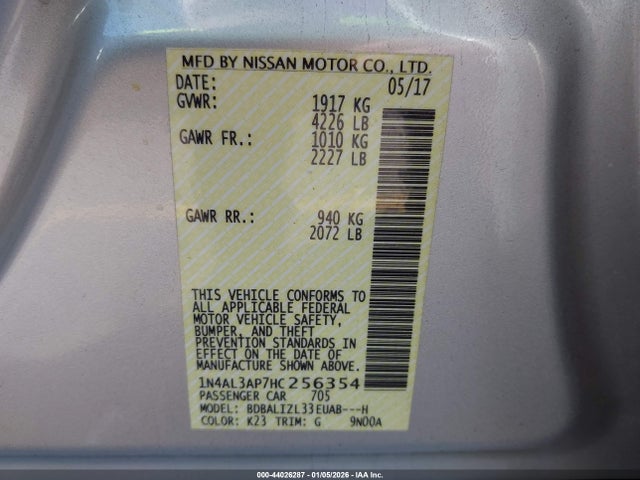 MFD BY NISSAN MOTOR CO., LTD.
DATE: 05/17
GVWR: 1917 KG
4226 LB
GAWR FR.: 1010 KG
2227 LB
GAWR RR.: 940 KG
2072 LB
THIS VEHICLE CONFORMS TO
ALL APPLICABLE FEDERAL
MOTOR VEHICLE SAFETY,
BUMPER, AND THEFT
PREVENTION STANDARDS IN
EFFECT ON THE DATE OF
MANUFACTURE SHOWN ABOVE.
1N4AL3AP7HC256354
PASSENGER CAR 705
MODEL: BDBALIZL33EUAB---H
COLOR: K23 TRIM: G 9N00A
000-44026287 - 01/05/2026 - IAA Inc.